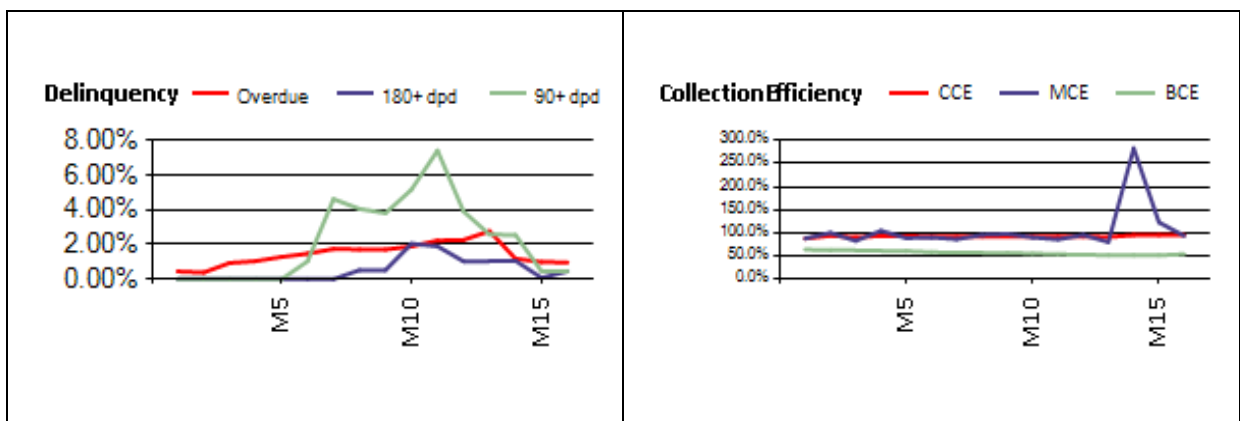 Delinquency Overdue 180+ dpd 90+ dpd
8.00%
6.00%
4.00%
2.00%
0.00%
M5
M10
M15
Collection Efficiency CCE MCE BCE
300.0%
250.0%
200.0%
150.0%
100.0%
50.0%
0.0%
M5
M10
M15